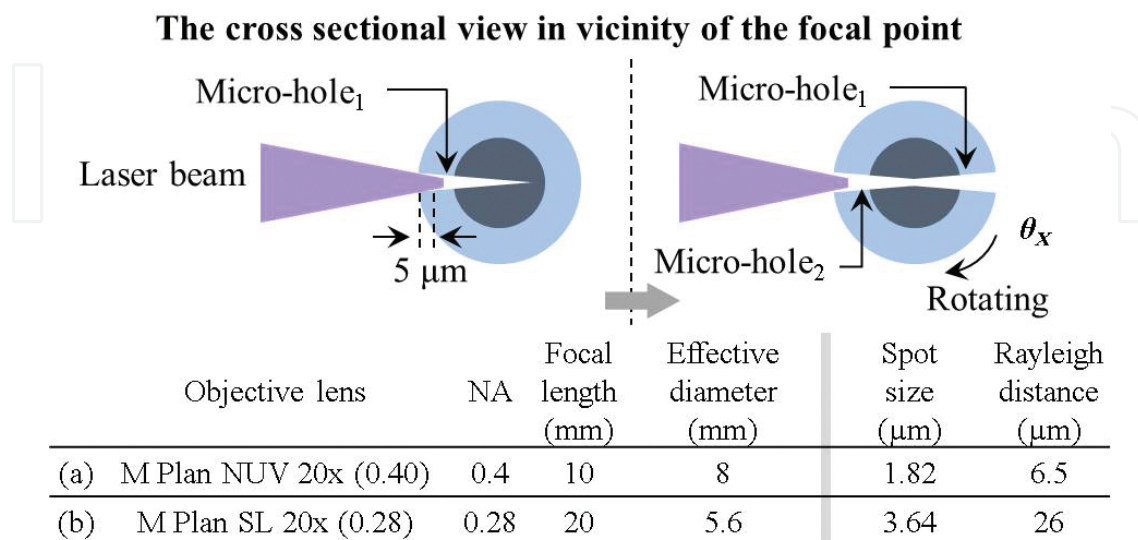 The cross sectional view in vicinity of the focal point
Micro-hole1
Laser beam
5 μm
Micro-hole1
Micro-hole2
θX
Rotating
Objective lens NA Focal length (mm) Effective diameter (mm) Spot size (μm) Rayleigh distance (μm)
(a) M Plan NUV 20x (0.40) 0.4 10 8 1.82 6.5
(b) M Plan SL 20x (0.28) 0.28 20 5.6 3.64 26